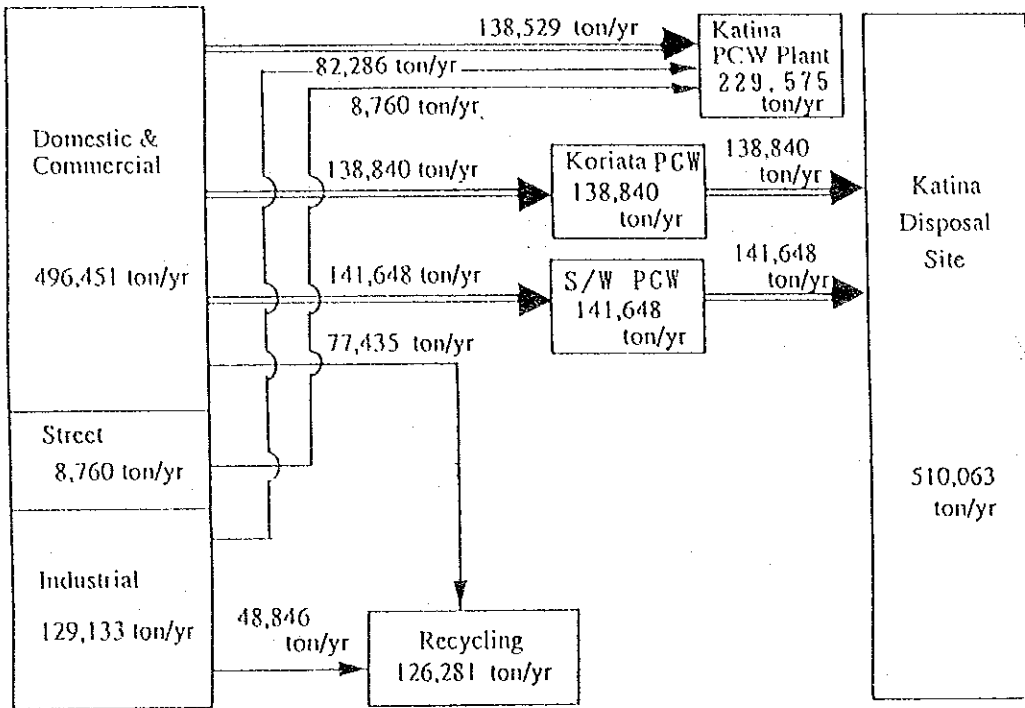 138,529 ton/yr
Katina
PCW Plant
229,575
ton/yr
82,286 ton/yr
8,760 ton/yr
Domestic &
Commercial
496,451 ton/yr
138,840 ton/yr
Koriata PCW
138,840
ton/yr
138,840
ton/yr
Katina
Disposal
Site
141,648 ton/yr
S/W PCW
141,648
ton/yr
141,648
ton/yr
77,435 ton/yr
Street
8,760 ton/yr
510,063
ton/yr
Industrial
129,133 ton/yr
48,846
ton/yr
Recycling
126,281 ton/yr